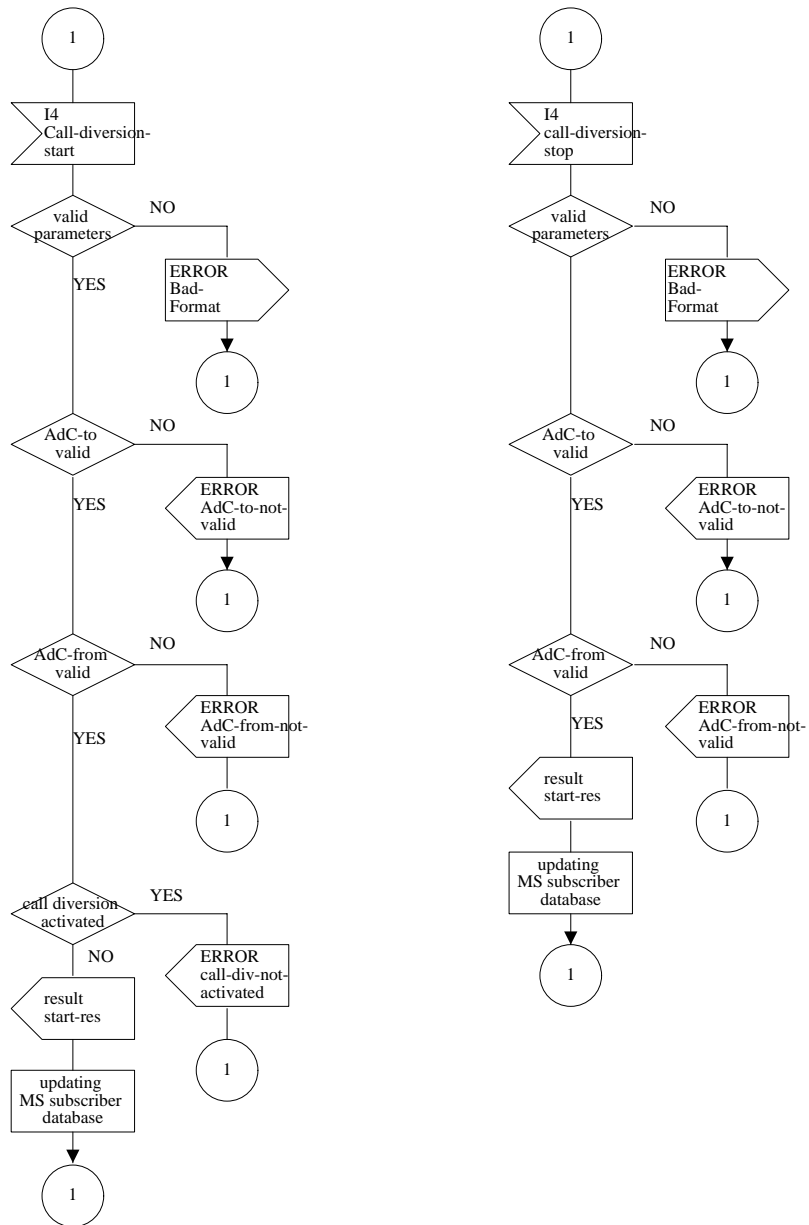 1
I4
Call-diversion-
start
valid
parameters
NO
YES
ERROR
Bad-
Format
1
AdC-to
valid
NO
YES
ERROR
AdC-to-not-
valid
1
AdC-from
valid
NO
YES
ERROR
AdC-from-not-
valid
1
call diversion
activated
YES
NO
ERROR
call-div-not-
activated
1
result
start-res
updating
MS subscriber
database
1
1
I4
call-diversion-
stop
valid
parameters
NO
YES
ERROR
Bad-
Format
1
AdC-to
valid
NO
YES
ERROR
AdC-to-not-
valid
1
AdC-from
valid
NO
YES
ERROR
AdC-from-not-
valid
1
result
start-res
updating
MS subscriber
database
1